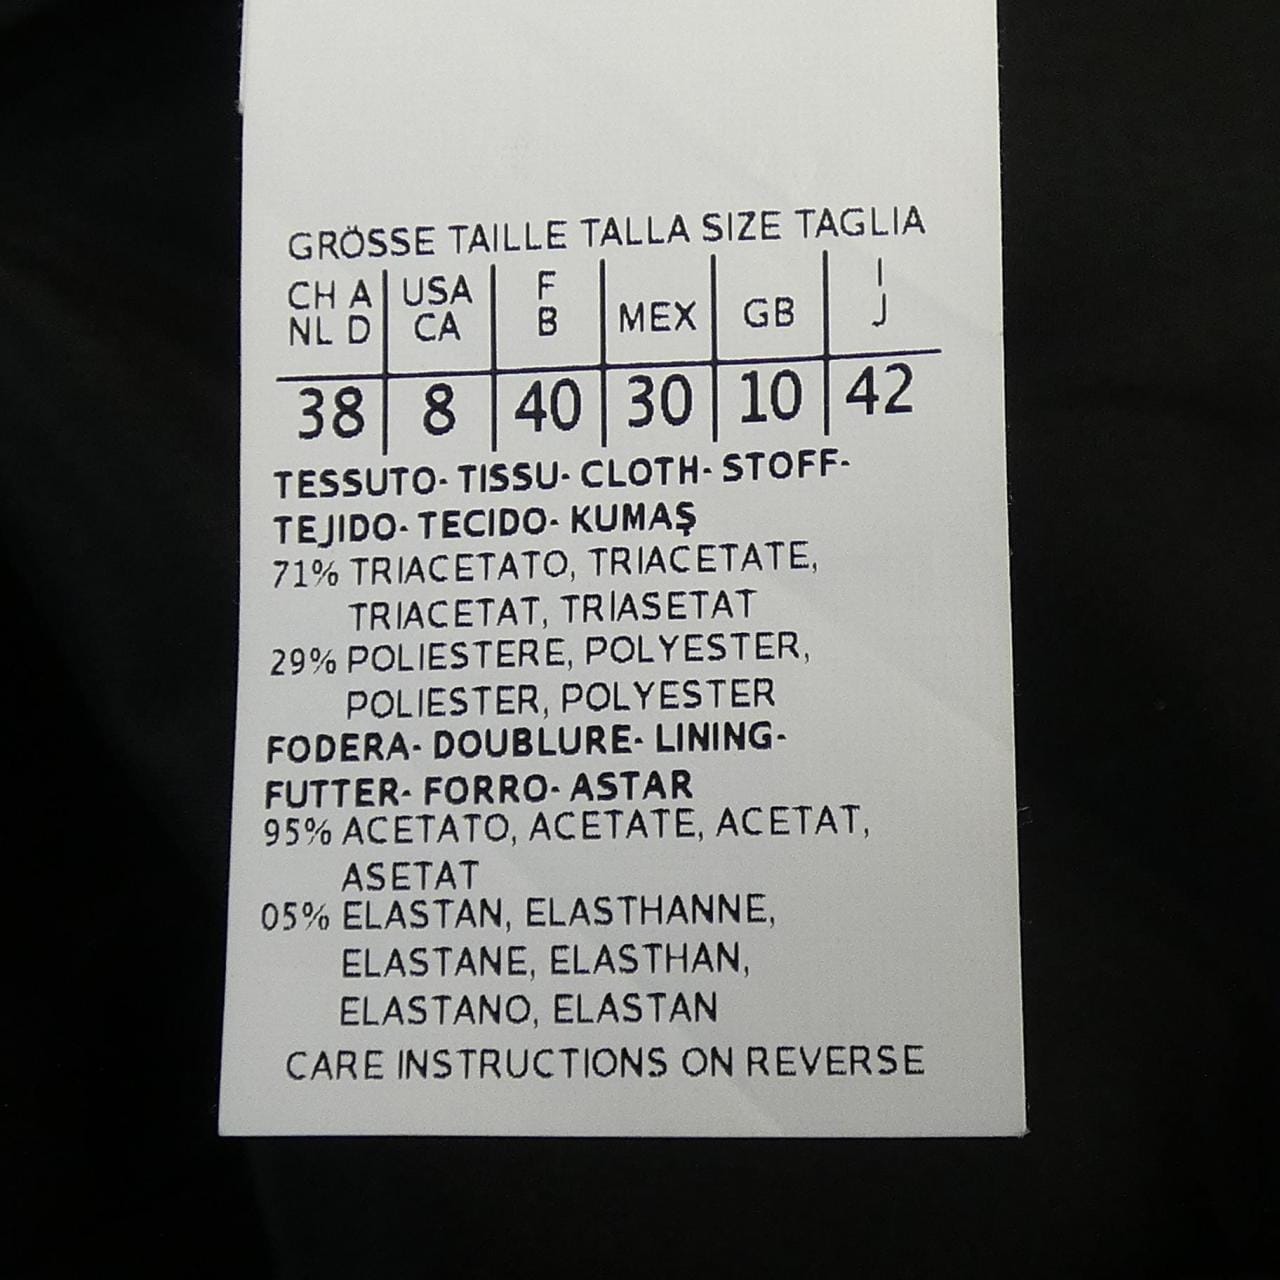 GRÖSSE TAILLE TALLA SIZE TAGLIA
CH A USA F MEX GB I
NL D CA B J
38 8 40 30 10 42
TESSUTO- TISSU- CLOTH- STOFF-
TEJIDO- TECIDO- KUMAŞ
71% TRIACETATO, TRIACETATE,
TRIACETAT, TRIASETAT
29% POLIESTERE, POLYESTER,
POLIESTER, POLYESTER
FODERA- DOUBLURE- LINING-
FUTTER- FORRO- ASTAR
95% ACETATO, ACETATE, ACETAT,
ASETAT
05% ELASTAN, ELASTHANNE,
ELASTANE, ELASTHAN,
ELASTANO, ELASTAN
CARE INSTRUCTIONS ON REVERSE